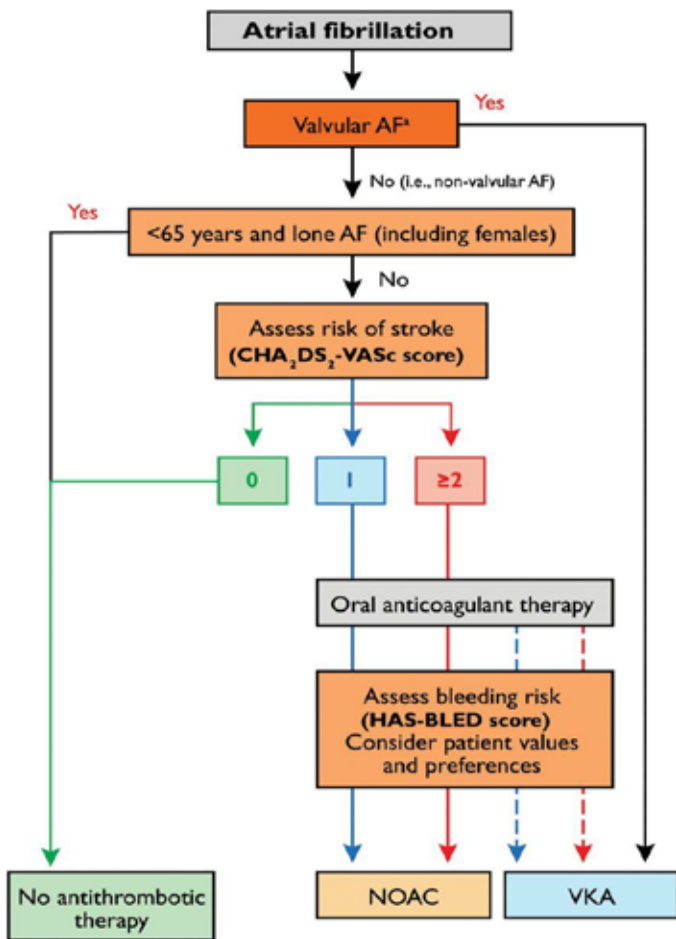 Atrial fibrillation
Yes
Valvular AFª
No (i.e., non-valvular AF)
Yes
<65 years and lone AF (including females)
No
Assess risk of stroke
(CHA₂DS₂-VASc score)
0
1
≥2
Oral anticoagulant therapy
Assess bleeding risk
(HAS-BLED score)
Consider patient values
and preferences
No antithrombotic
therapy
NOAC
VKA